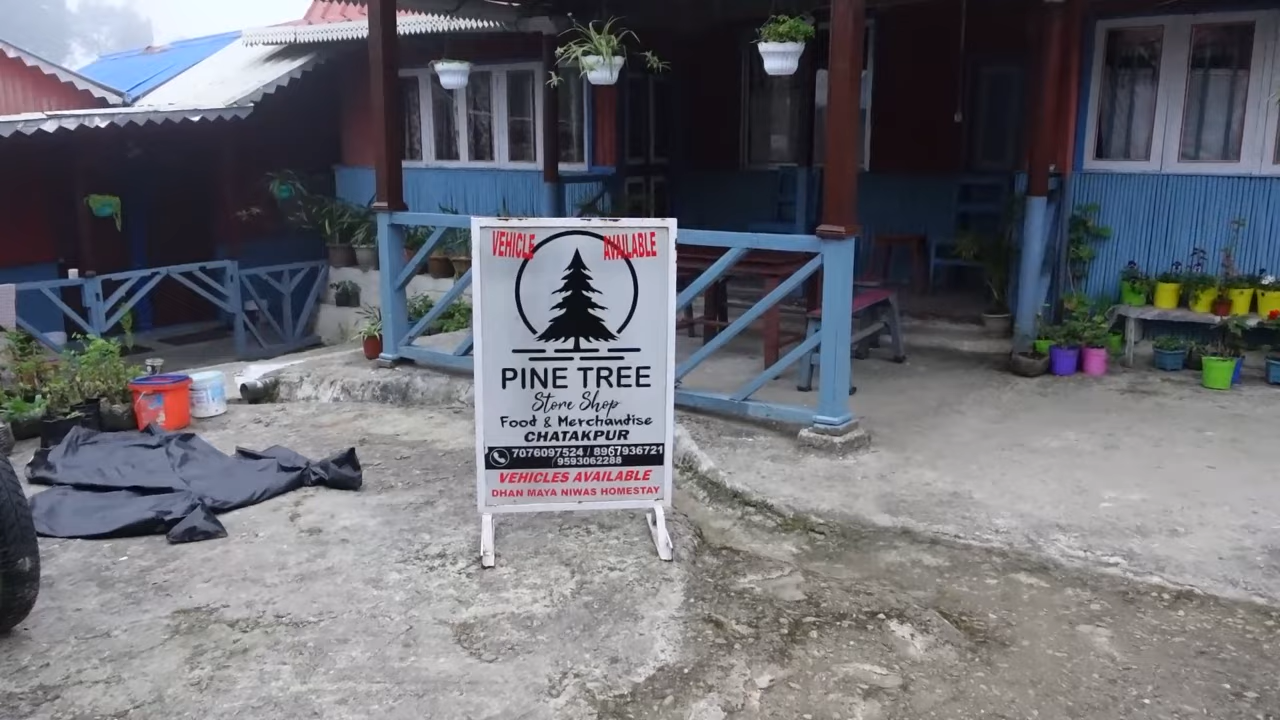 VEHICLE AVAILABLE
PINE TREE
Store Shop
Food & Merchandise
CHATAKPUR
7076097524 / 8967936721
9593062288
VEHICLES AVAILABLE
DHAN MAYA NIWAS HOMESTAY